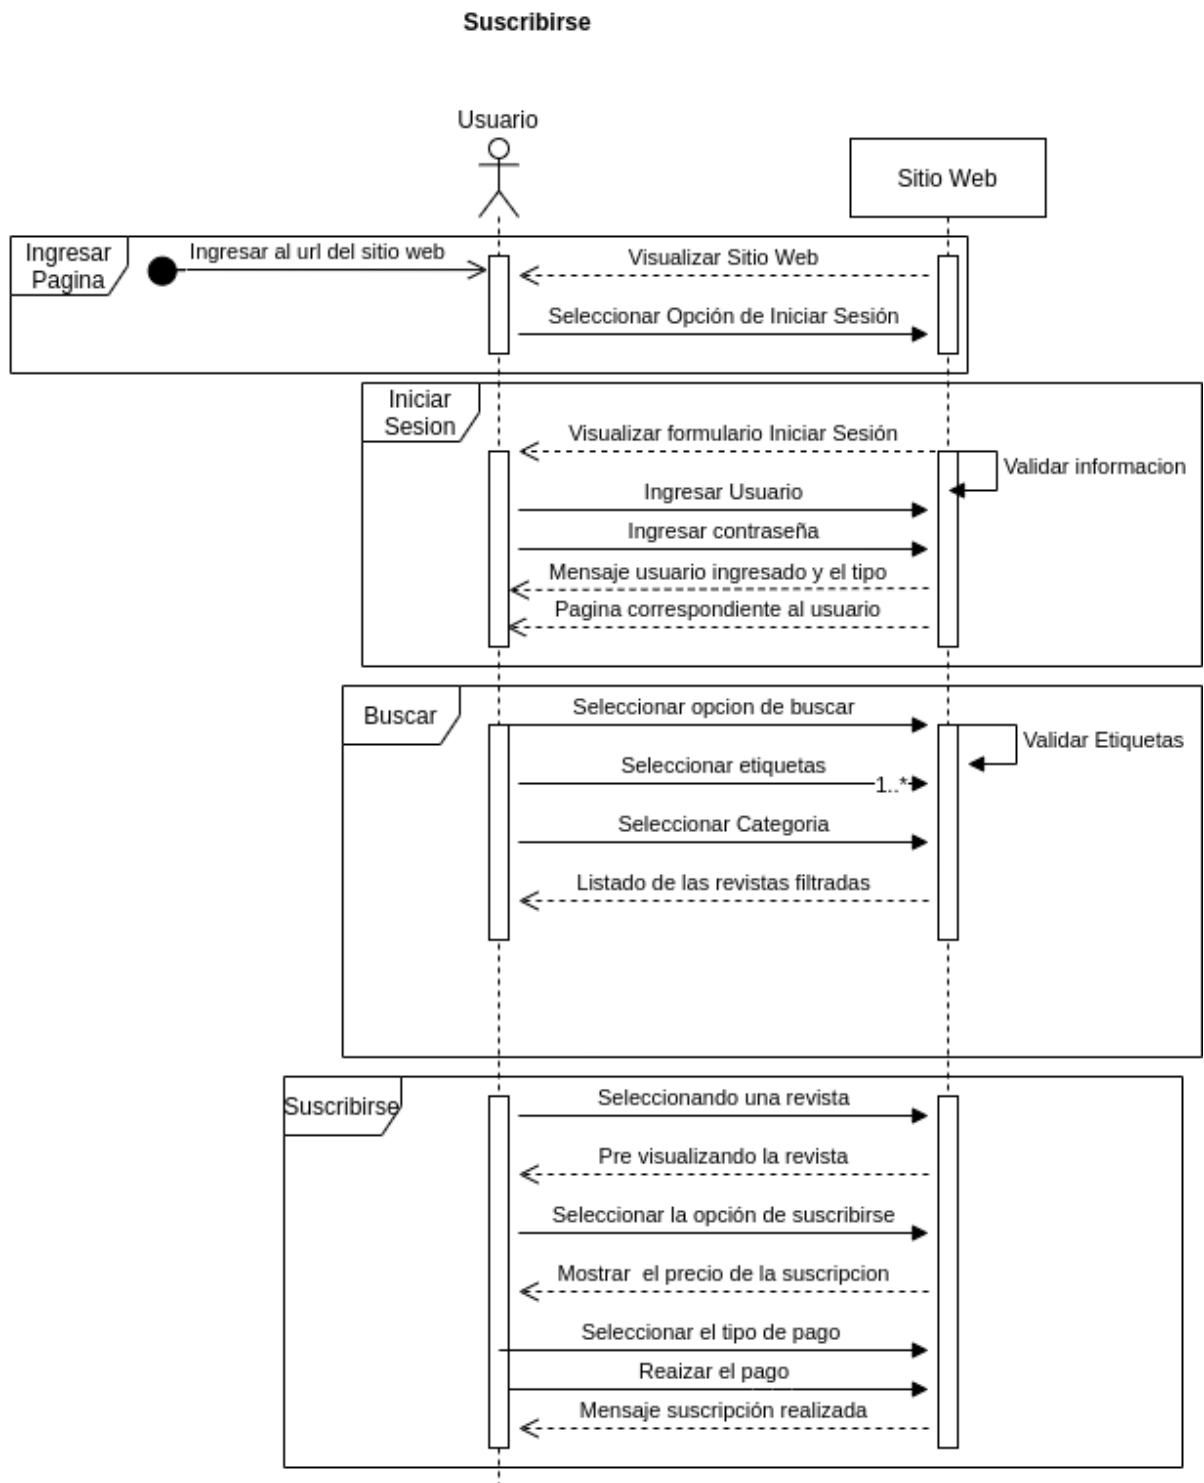 Suscribirse
Usuario
Sitio Web
Ingresar
Pagina
Ingresar al url del sitio web
Visualizar Sitio Web
Seleccionar Opción de Iniciar Sesión
Iniciar
Sesion
Visualizar formulario Iniciar Sesión
Validar informacion
Ingresar Usuario
Ingresar contraseña
Mensaje usuario ingresado y el tipo
Pagina correspondiente al usuario
Buscar
Seleccionar opcion de buscar
Validar Etiquetas
Seleccionar etiquetas
1..*
Seleccionar Categoria
Listado de las revistas filtradas
Suscribirse
Seleccionando una revista
Pre visualizando la revista
Seleccionar la opción de suscribirse
Mostrar  el precio de la suscripcion
Seleccionar el tipo de pago
Reaizar el pago
Mensaje suscripción realizada